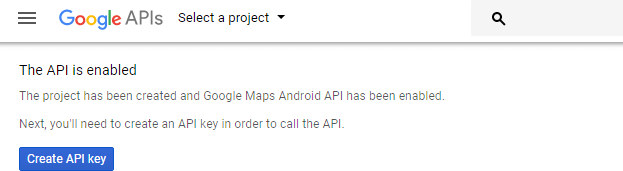 Google APIs Select a project
The API is enabled
The project has been created and Google Maps Android API has been enabled.
Next, you'll need to create an API key in order to call the API.
Create API key